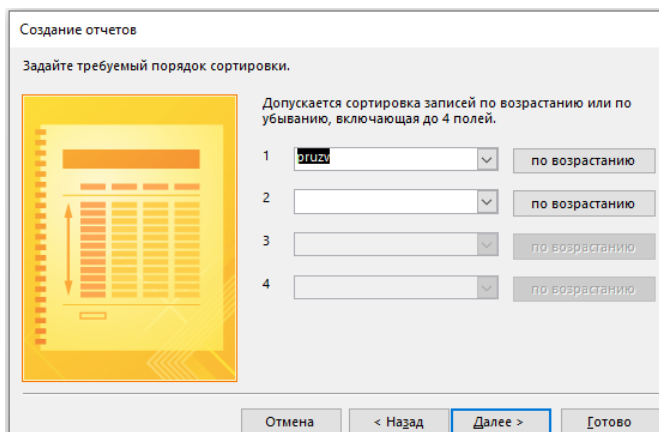 Создание отчетов
Задайте требуемый порядок сортировки.
Допускается сортировка записей по возрастанию или по
убыванию, включающая до 4 полей.
1 pruzv по возрастанию
2 по возрастанию
3 по возрастанию
4 по возрастанию
Отмена < Назад Далее > Готово